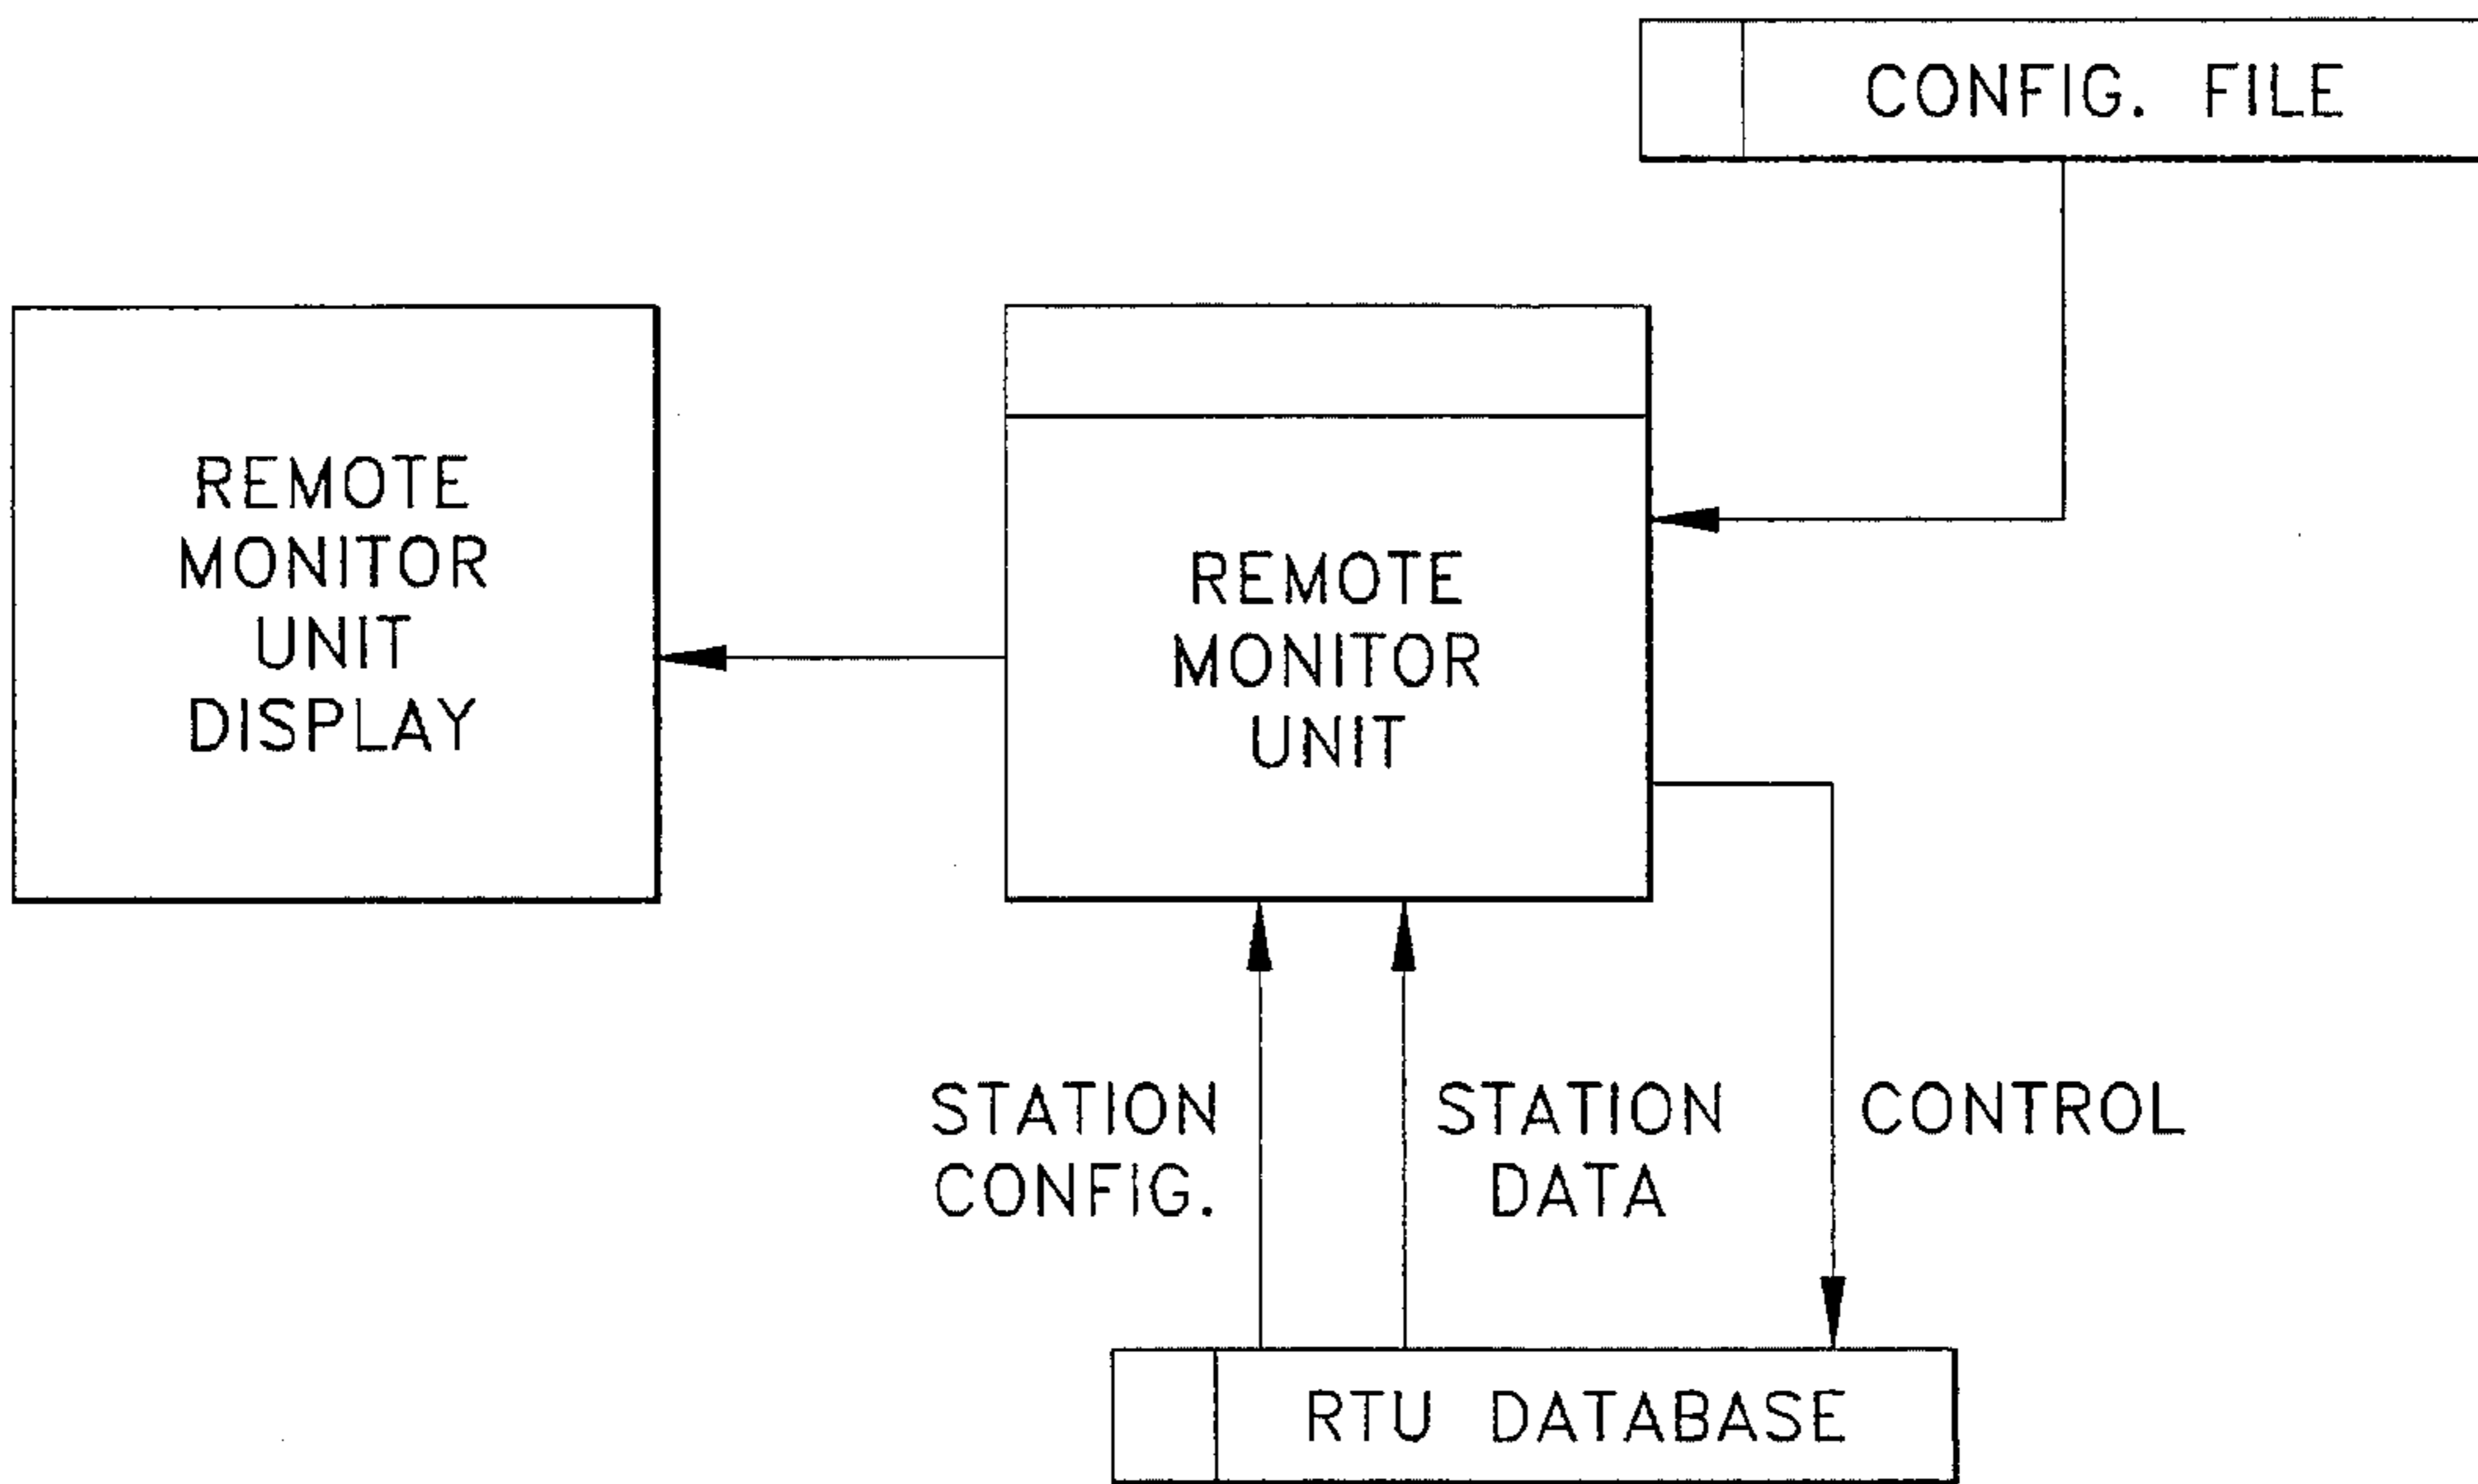 CONFIG. FILE
REMOTE
MONITOR
UNIT
DISPLAY
REMOTE
MONITOR
UNIT
STATION
CONFIG.
STATION
DATA
CONTROL
RTU DATABASE